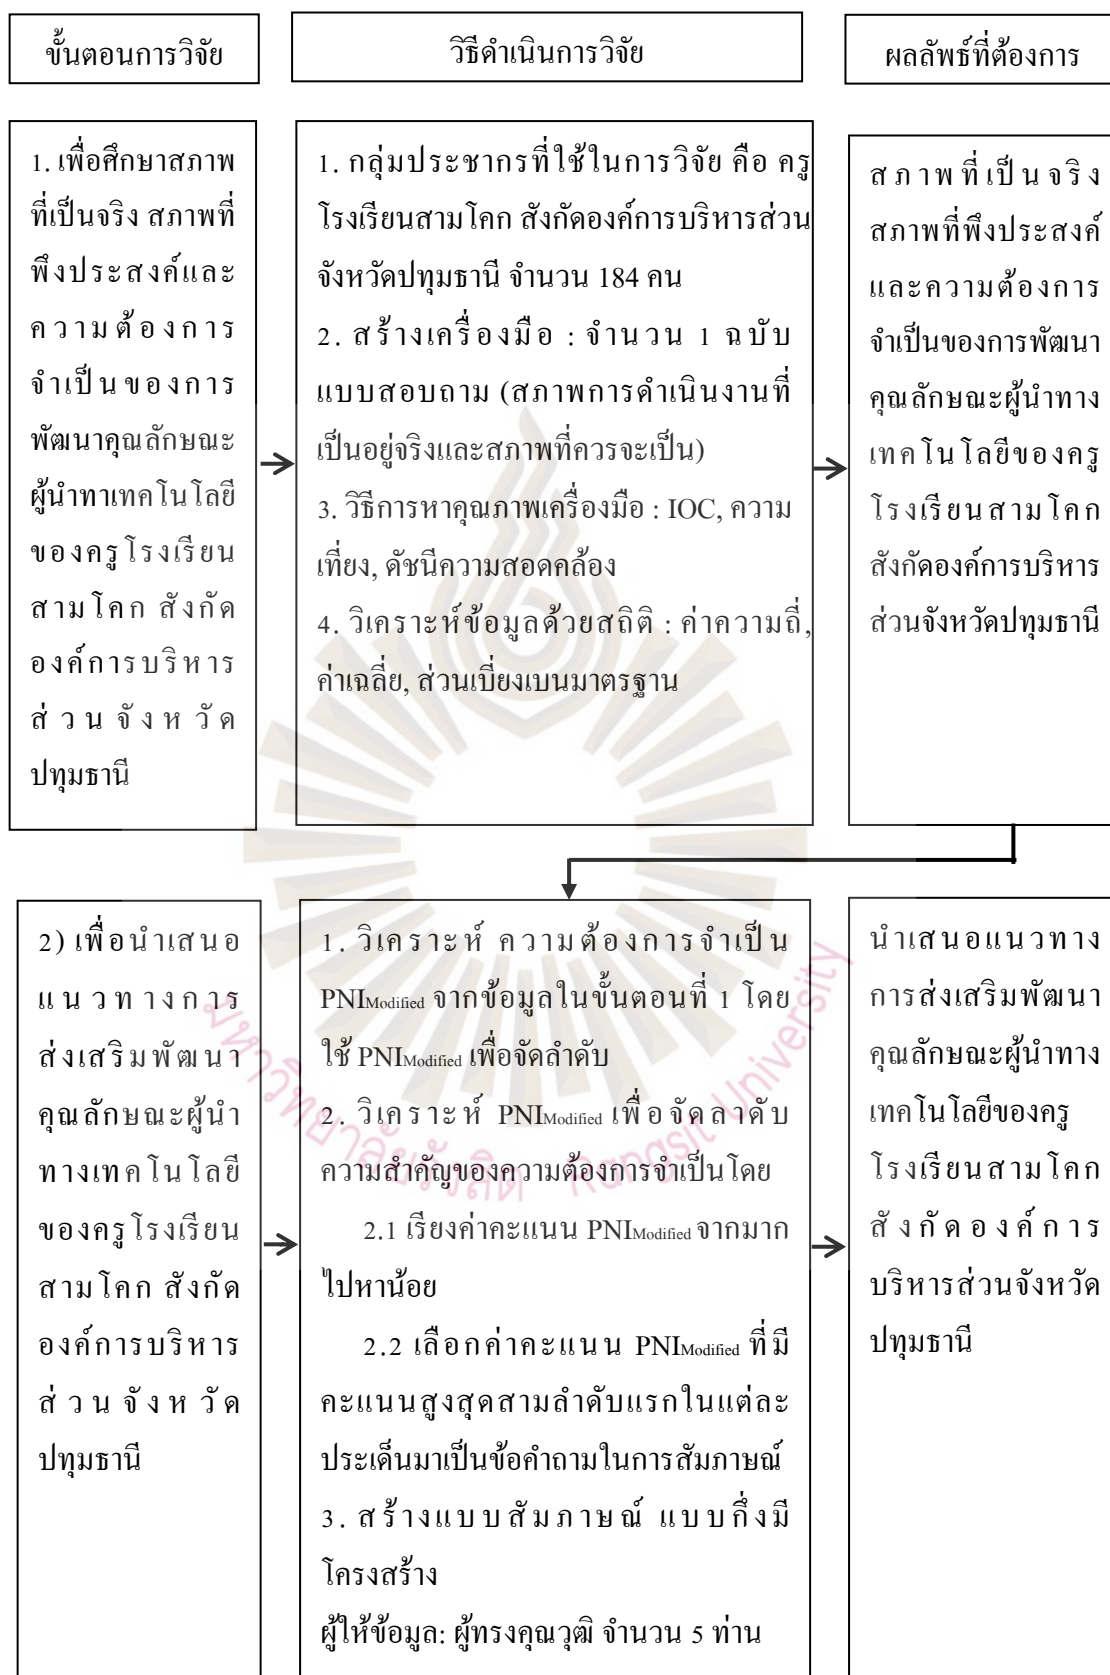 ขั้นตอนการวิจัย
วิธีดำเนินการวิจัย
ผลลัพธ์ที่ต้องการ
1. เพื่อศึกษาสภาพ
ที่เป็นจริง สภาพที่
พึงประสงค์และ
ความต้องการ
จำเป็นของการ
พัฒนาคุณลักษณะ
ผู้นำทาเทคโนโลยี
ของครูโรงเรียน
สามโคก สังกัด
องค์การบริหาร
ส่วนจังหวัด
ปทุมธานี
1. กลุ่มประชากรที่ใช้ในการวิจัย คือ ครู
โรงเรียนสามโคก สังกัดองค์การบริหารส่วน
จังหวัดปทุมธานี จำนวน 184 คน
2. สร้างเครื่องมือ : จำนวน 1 ฉบับ
แบบสอบถาม (สภาพการดำเนินงานที่
เป็นอยู่จริงและสภาพที่ควรจะเป็น)
3. วิธีการหาคุณภาพเครื่องมือ : IOC, ความ
เที่ยง, ดัชนีความสอดคล้อง
4. วิเคราะห์ข้อมูลด้วยสถิติ : ค่าความถี่,
ค่าเฉลี่ย, ส่วนเบี่ยงเบนมาตรฐาน
สภาพที่เป็นจริง
สภาพที่พึงประสงค์
และความต้องการ
จำเป็นของการพัฒนา
คุณลักษณะผู้นำทาง
เทคโนโลยีของครู
โรงเรียนสามโคก
สังกัดองค์การบริหาร
ส่วนจังหวัดปทุมธานี
2) เพื่อนำเสนอ
แนวทางการ
ส่งเสริมพัฒนา
คุณลักษณะผู้นำ
ทางเทคโนโลยี
ของครูโรงเรียน
สามโคก สังกัด
องค์การบริหาร
ส่วนจังหวัด
ปทุมธานี
1. วิเคราะห์ ความต้องการจำเป็น
PNIModified จากข้อมูลในขั้นตอนที่ 1 โดย
ใช้ PNIModified เพื่อจัดลำดับ
2. วิเคราะห์ PNIModified เพื่อจัดลาดับ
ความสำคัญของความต้องการจำเป็นโดย
2.1 เรียงค่าคะแนน PNIModified จากมาก
ไปหาน้อย
2.2 เลือกค่าคะแนน PNIModified ที่มี
คะแนนสูงสุดสามลำดับแรกในแต่ละ
ประเด็นมาเป็นข้อคำถามในการสัมภาษณ์
3. สร้างแบบสัมภาษณ์ แบบกึ่งมี
โครงสร้าง
ผู้ให้ข้อมูล: ผู้ทรงคุณวุฒิ จำนวน 5 ท่าน
นำเสนอแนวทาง
การส่งเสริมพัฒนา
คุณลักษณะผู้นำทาง
เทคโนโลยีของครู
โรงเรียนสามโคก
สังกัดองค์การ
บริหารส่วนจังหวัด
ปทุมธานี
มหาวิทยาลัยรังสิต Rangsit University